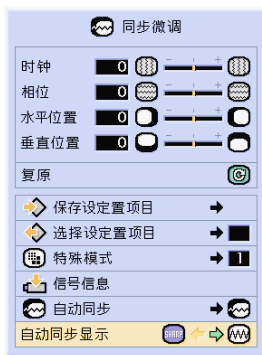 同步微调
时钟 0 - +
相位 0 - +
水平位置 0 - +
垂直位置 0 - +
复原
保存设定置项目
选择设定置项目
特殊模式 1
信号信息
自动同步
自动同步显示 SHARP